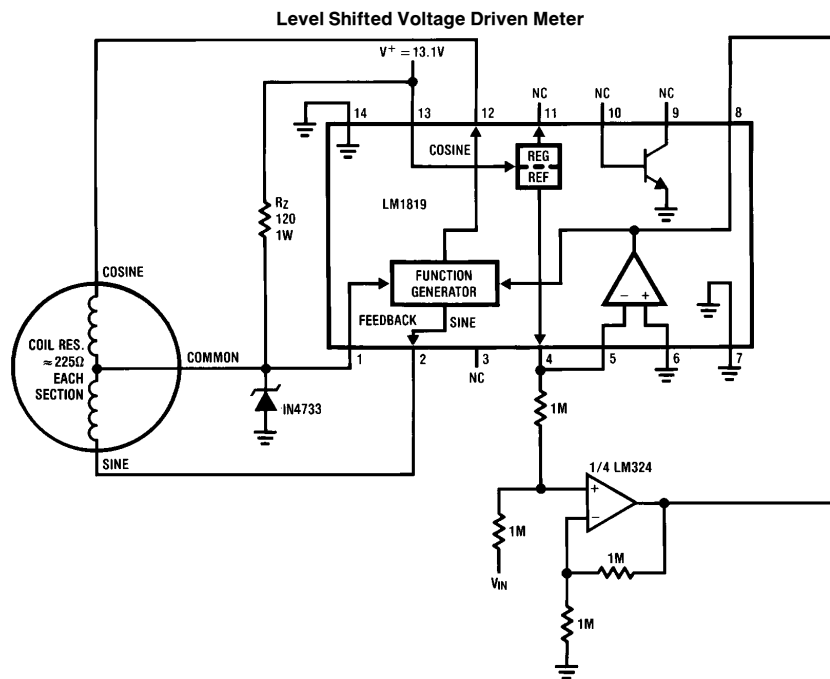 Level Shifted Voltage Driven Meter
V+ = 13.1V
NC
NC
NC
14
13
12
11
10
9
8
COSINE
REG
REF
LM1819
RZ
120
1W
COSINE
FUNCTION
GENERATOR
− +
FEEDBACK
SINE
COIL RES.
≈ 225Ω
EACH
SECTION
COMMON
1
2
3
4
5
6
7
NC
IN4733
1M
SINE
1/4 LM324
+
−
1M
VIN
1M
1M